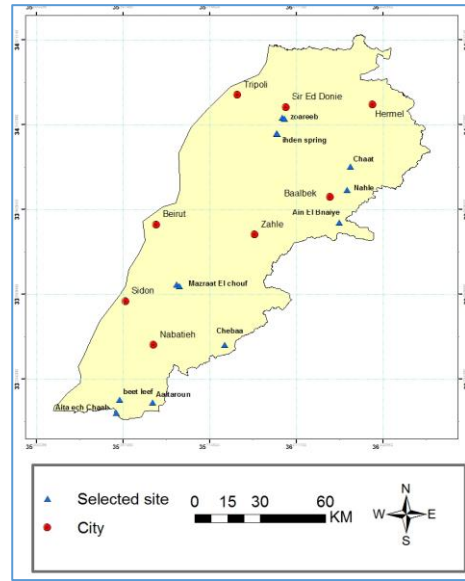 Tripoli
Sir Ed Donie
Hermel
zoareeb
ihden spring
Chaat
Baalbek
Nahle
Ain El Bnaiye
Beirut
Zahle
Mazraat El chouf
Sidon
Chebaa
Nabatieh
beet leef
Aaitaroun
Aita ech Chaab
Selected site
City
0 15 30 60
KM
N
W E
S